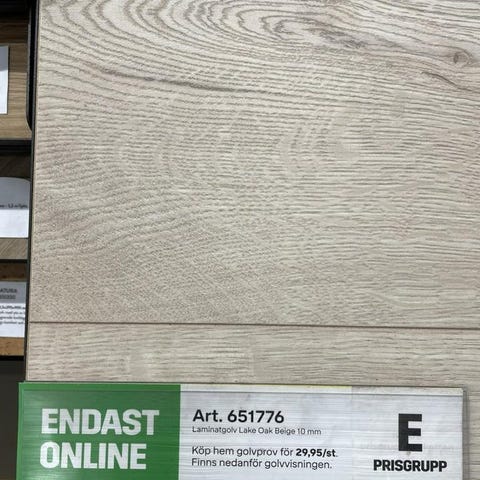 ENDAST
ONLINE
Art. 651776
Laminatgolv Lake Oak Beige 10 mm
Köp hem golvprov för 29,95/st.
Finns nedanför golvvisningen.
E
PRISGRUPP